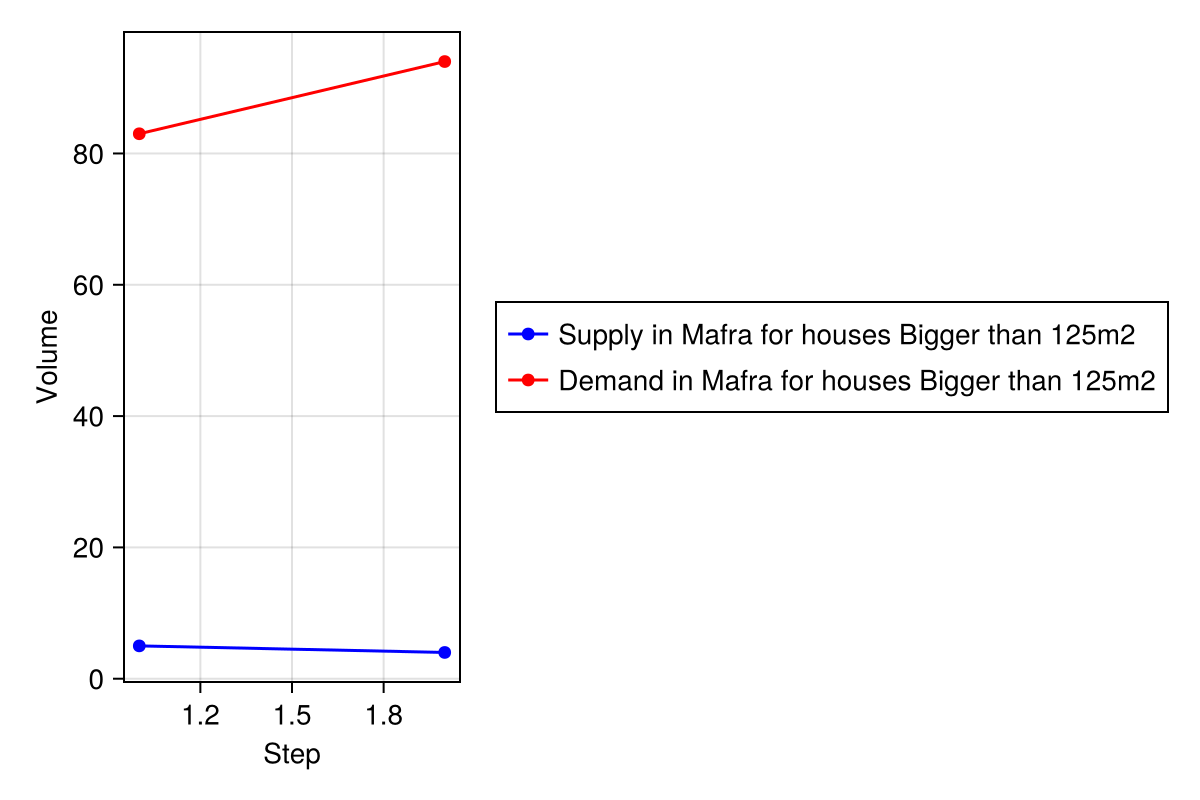 80
60
40
20
0
Volume
1.2 1.5 1.8
Step
Supply in Mafra for houses Bigger than 125m2
Demand in Mafra for houses Bigger than 125m2